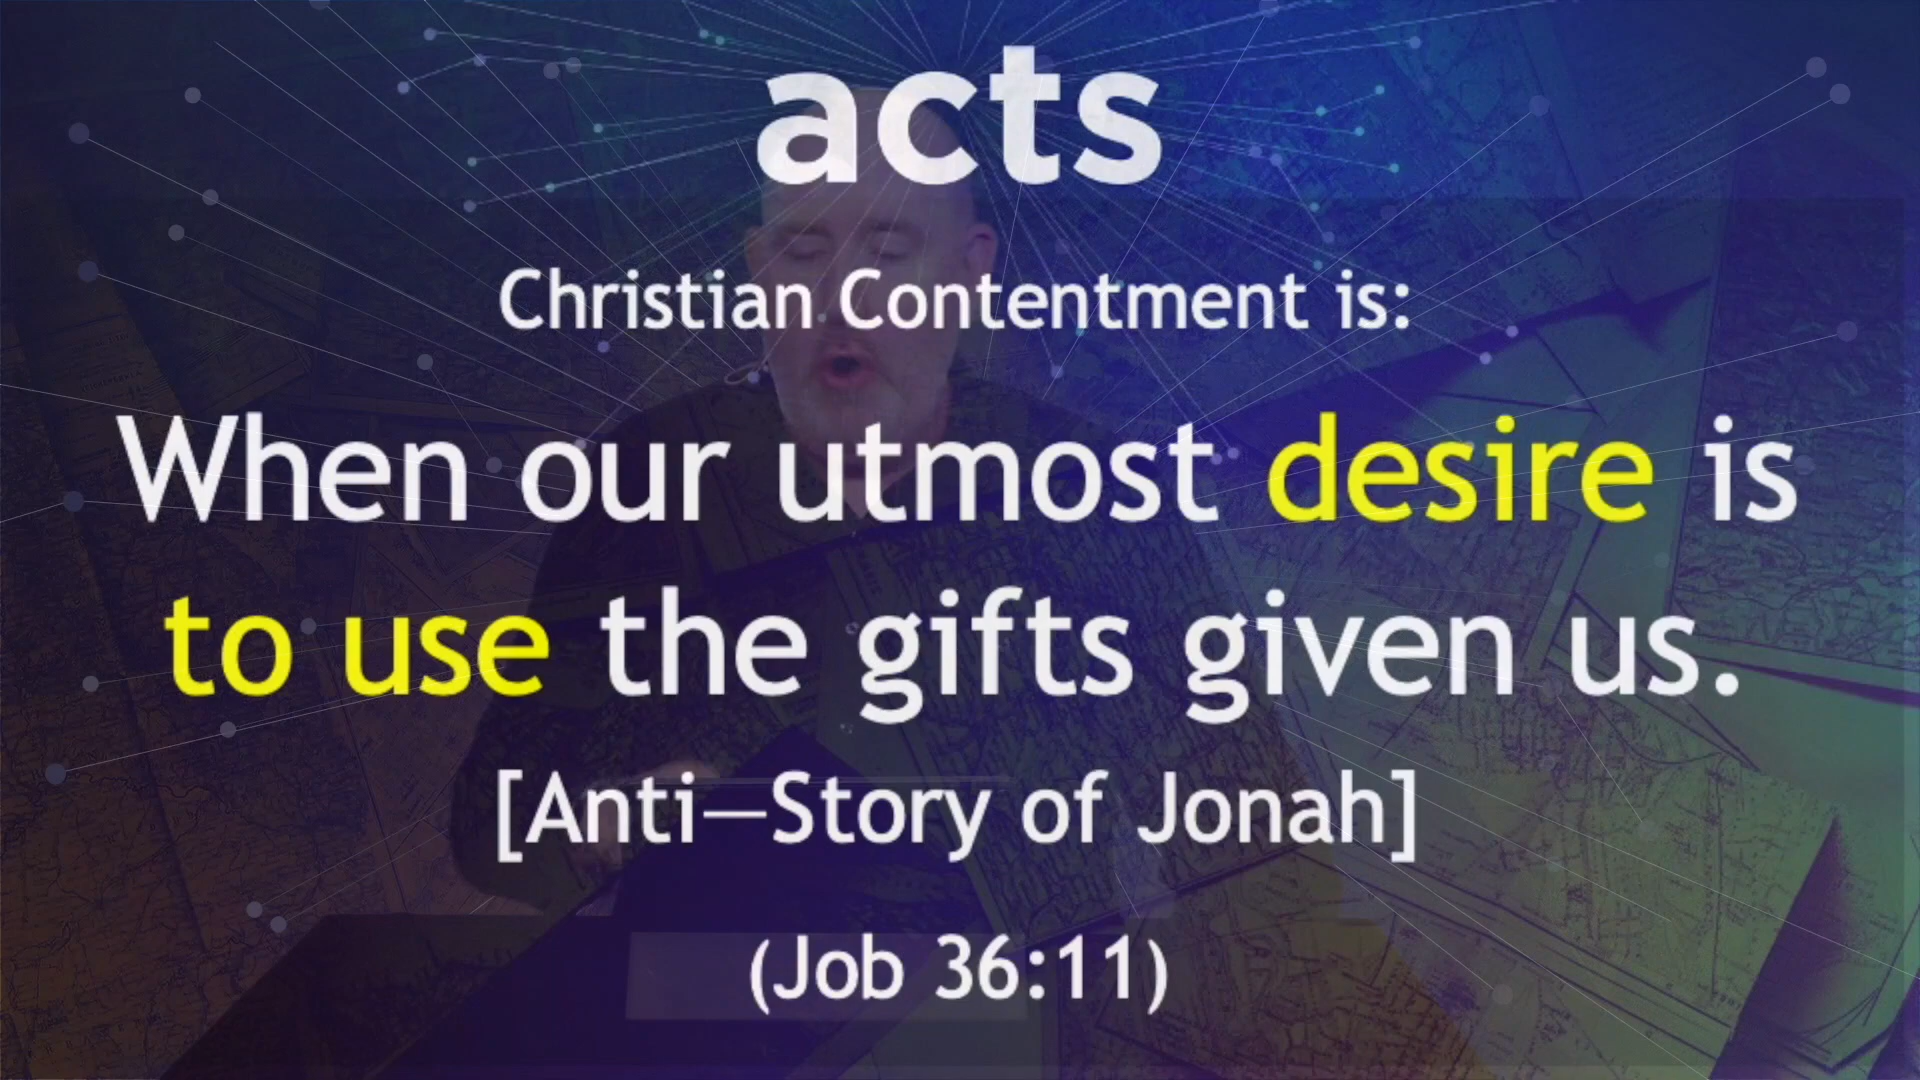 acts
Christian Contentment is:
When our utmost desire is
to use the gifts given us.
[Anti—Story of Jonah]
(Job 36:11)